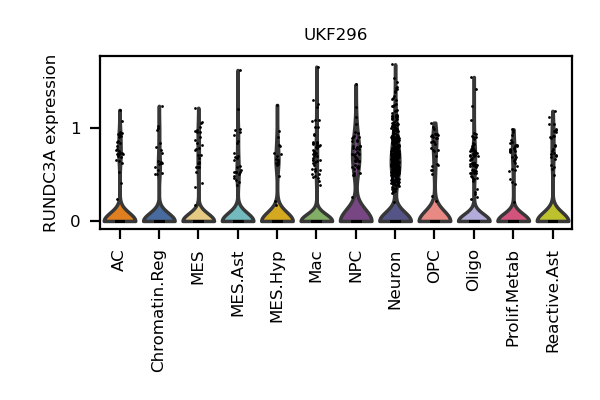 UKF296
RUNDC3A expression
1
0
AC
Chromatin.Reg
MES
MES.Ast
MES.Hyp
Mac
NPC
Neuron
OPC
Oligo
Prolif.Metab
Reactive.Ast